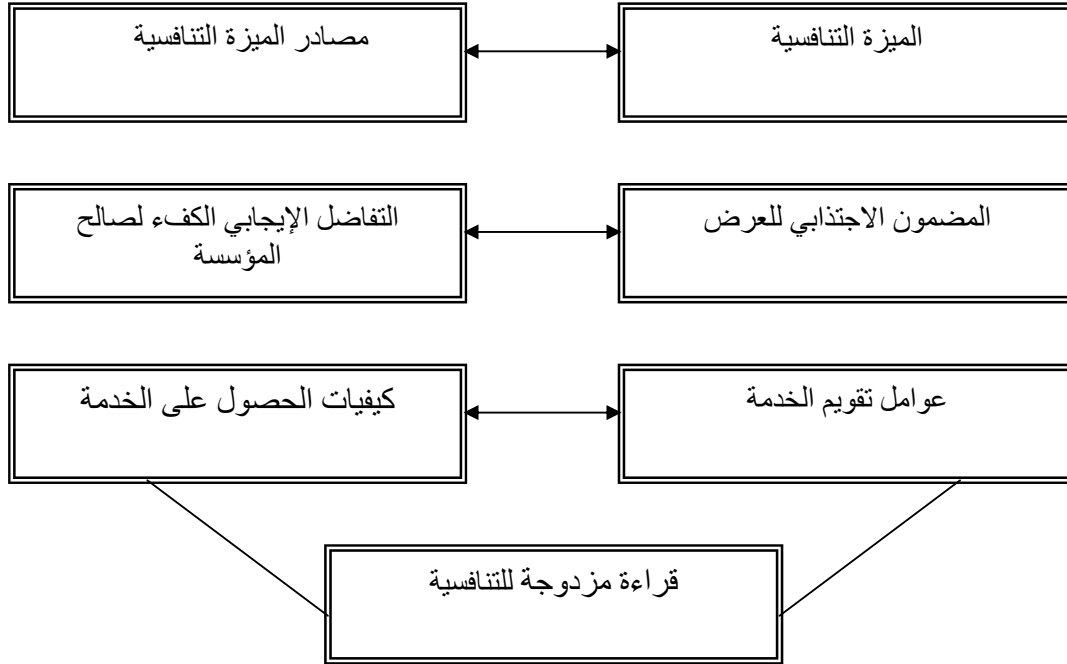 الميزة التنافسية
مصادر الميزة التنافسية
المضمون الاجتذابي للعرض
التفاضل الإيجابي الكفء لصالح
المؤسسة
عوامل تقويم الخدمة
كيفيات الحصول على الخدمة
قراءة مزدوجة للتنافسية